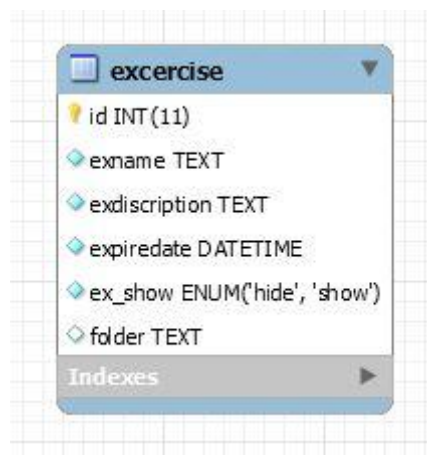 excercise
id INT(11)
exname TEXT
exdiscription TEXT
expiredate DATETIME
ex_show ENUM('hide', 'show')
folder TEXT
Indexes